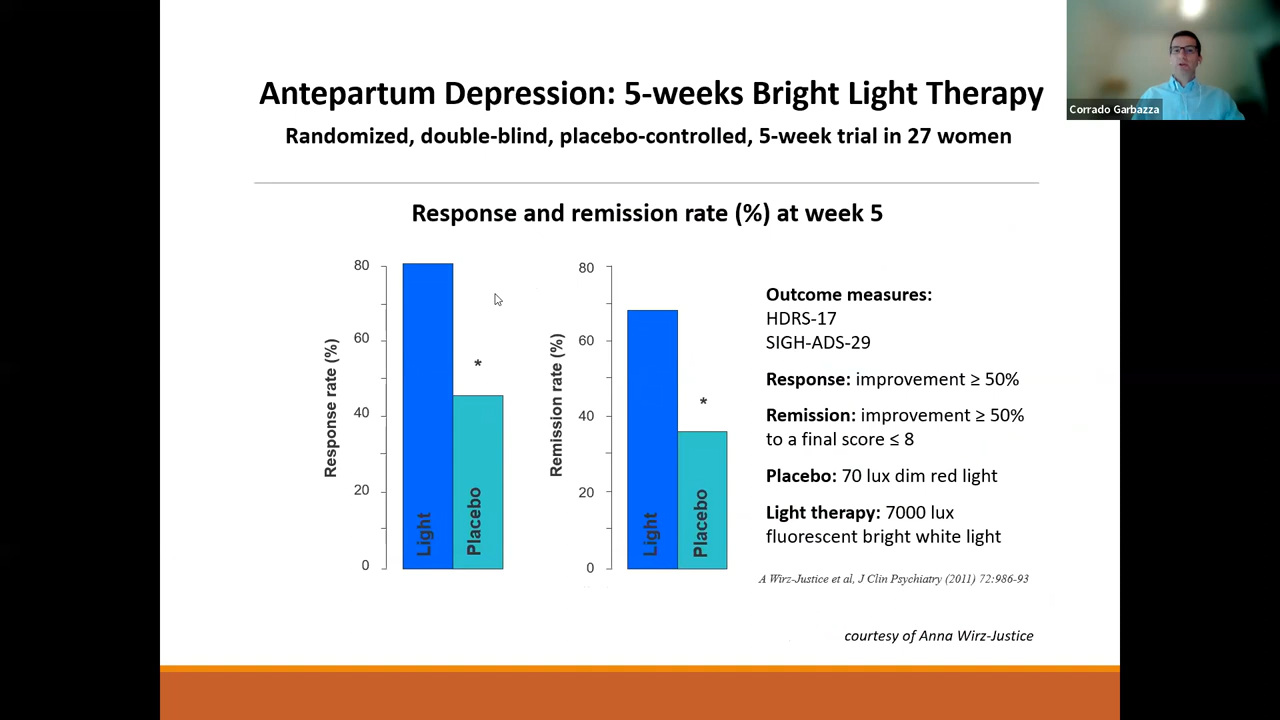 Antepartum Depression: 5-weeks Bright Light Therapy
Randomized, double-blind, placebo-controlled, 5-week trial in 27 women
Corrado Garbazza
Response and remission rate (%) at week 5
Response rate (%)
80
60
40
20
0
*
Light
Placebo
Remission rate (%)
80
60
40
20
0
*
Light
Placebo
Outcome measures:
HDRS-17
SIGH-ADS-29
Response: improvement ≥ 50%
Remission: improvement ≥ 50%
to a final score ≤ 8
Placebo: 70 lux dim red light
Light therapy: 7000 lux
fluorescent bright white light
A Wirz-Justice et al, J Clin Psychiatry (2011) 72:986-93
courtesy of Anna Wirz-Justice